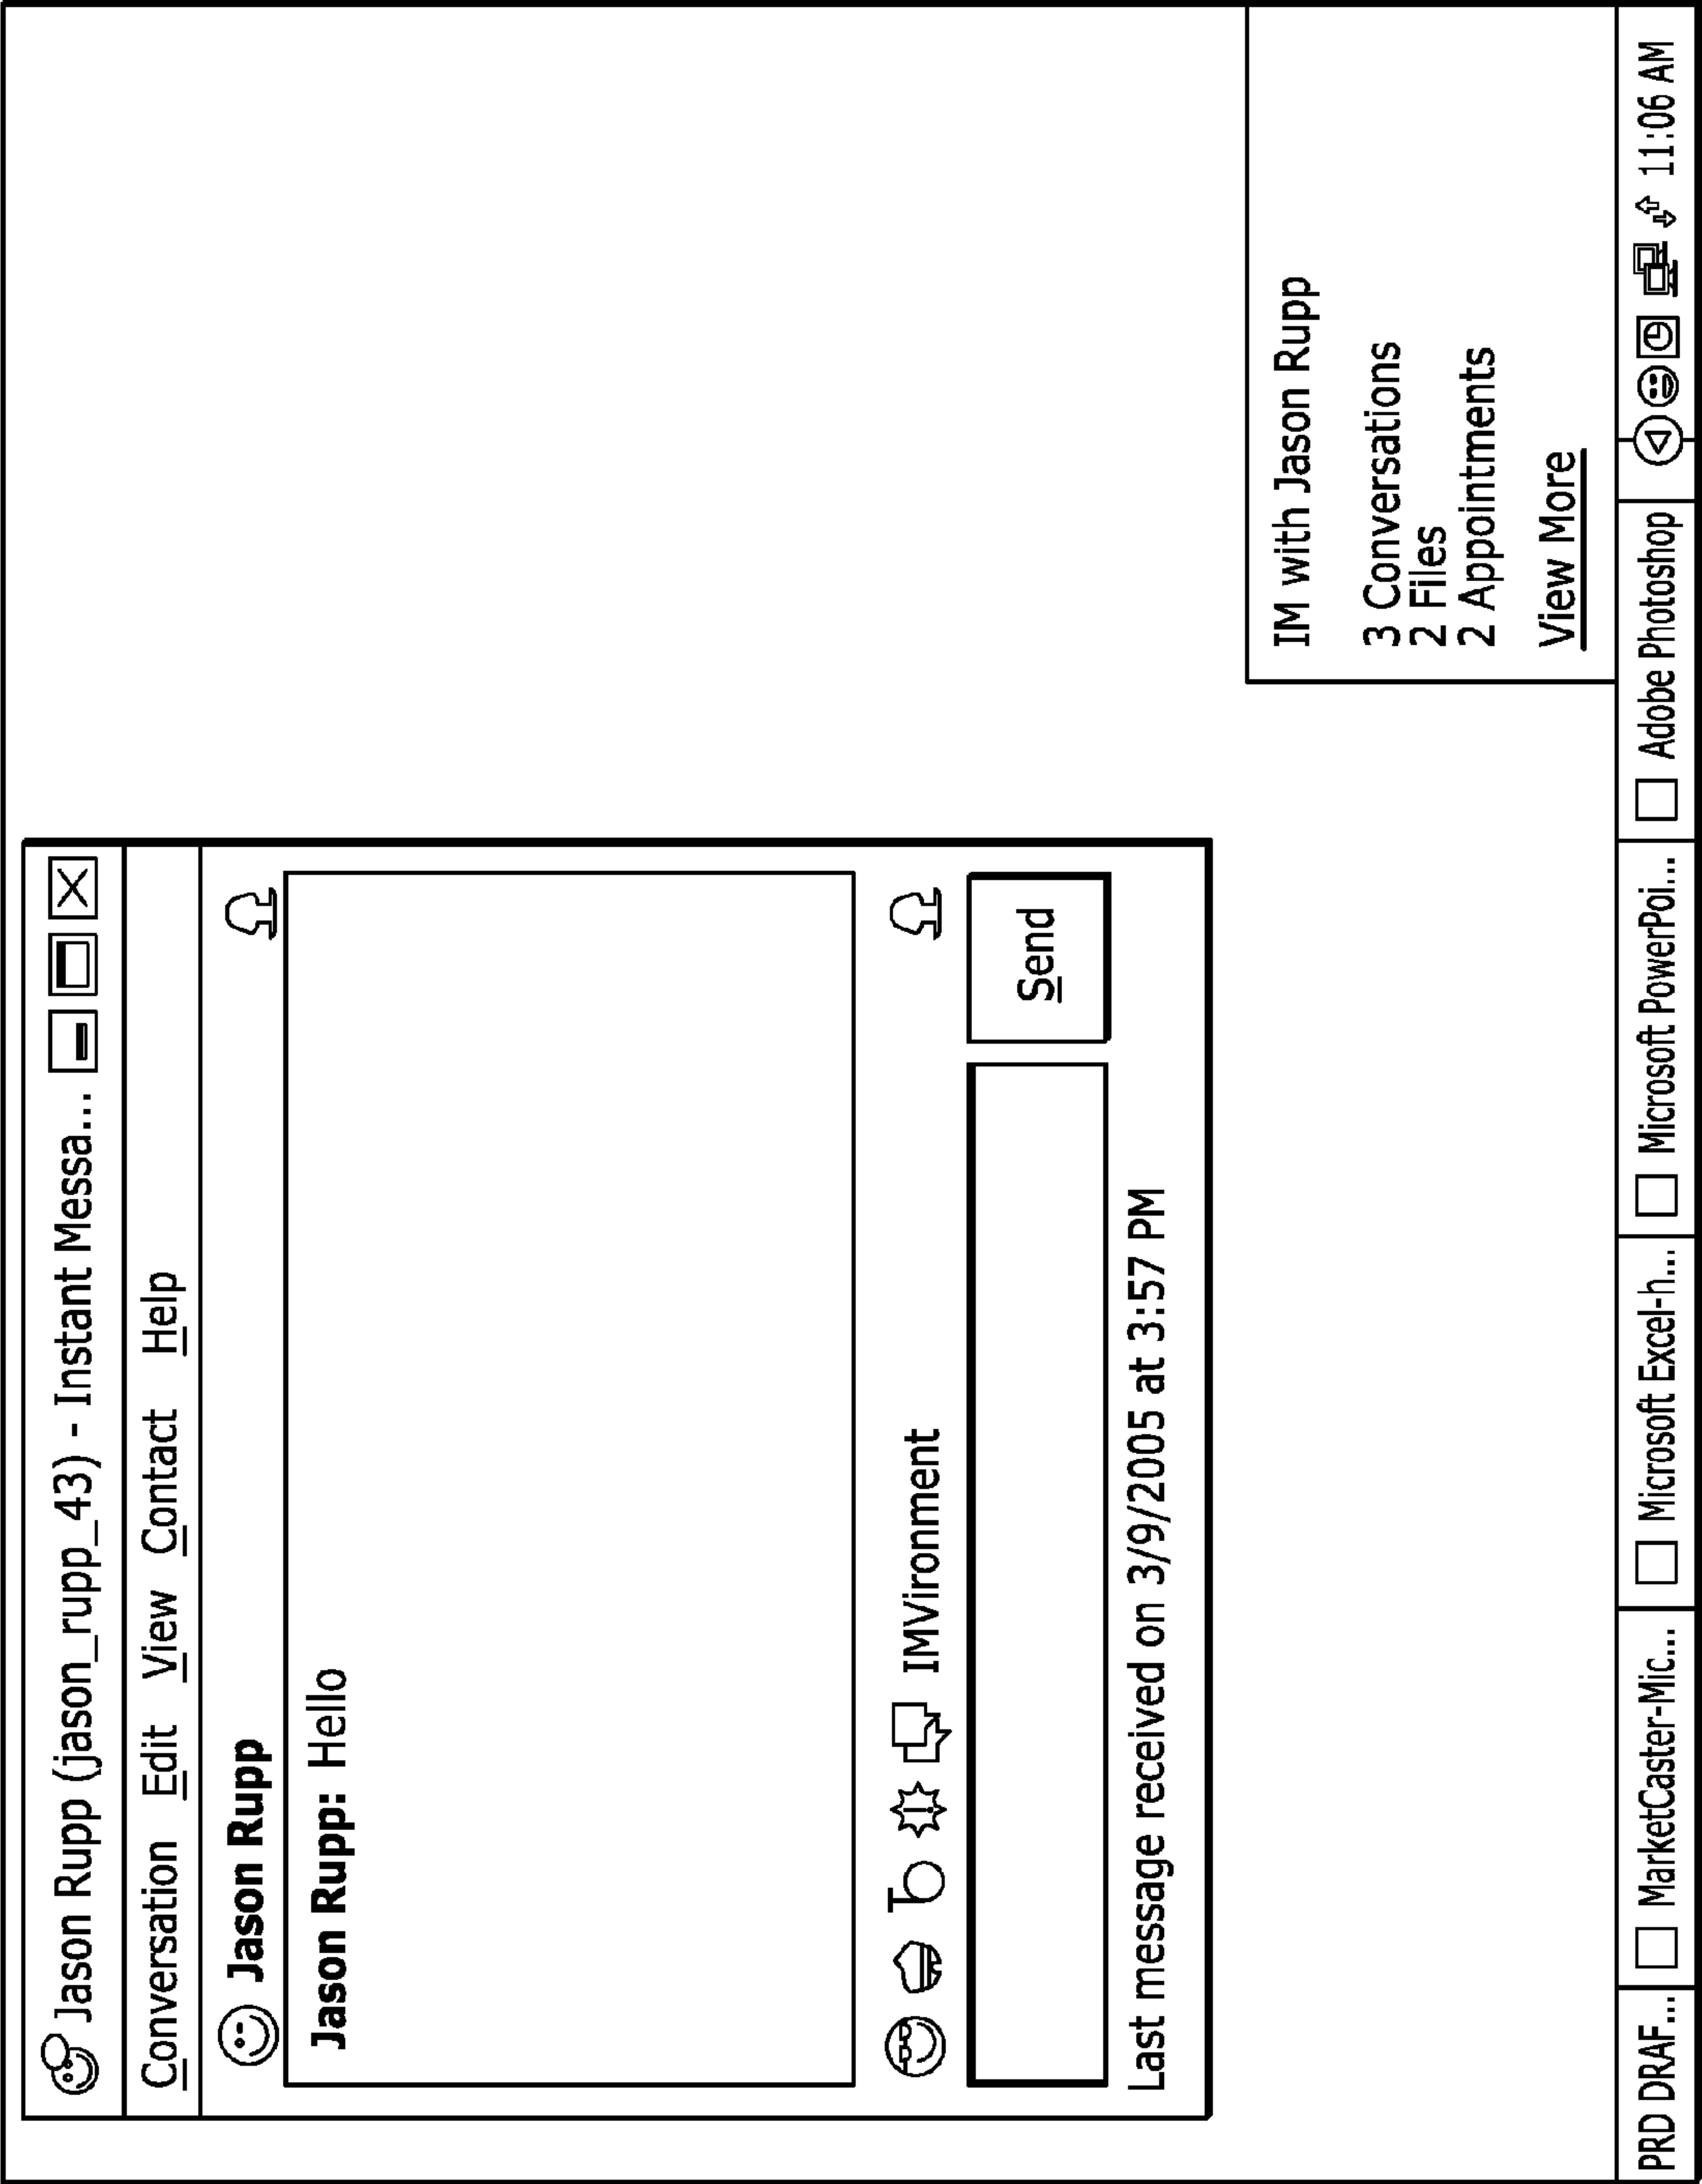 Jason Rupp (jason_rupp_43) - Instant Messa...
Conversation Edit View Contact Help
Jason Rupp
Jason Rupp: Hello
IMVironment
Send
Last message received on 3/9/2005 at 3:57 PM
IM with Jason Rupp
3 Conversations
2 Files
2 Appointments
View More
PRD DRAF... MarketCaster-Mic... Microsoft Excel-h... Microsoft PowerPoi... Adobe Photoshop 11:06 AM